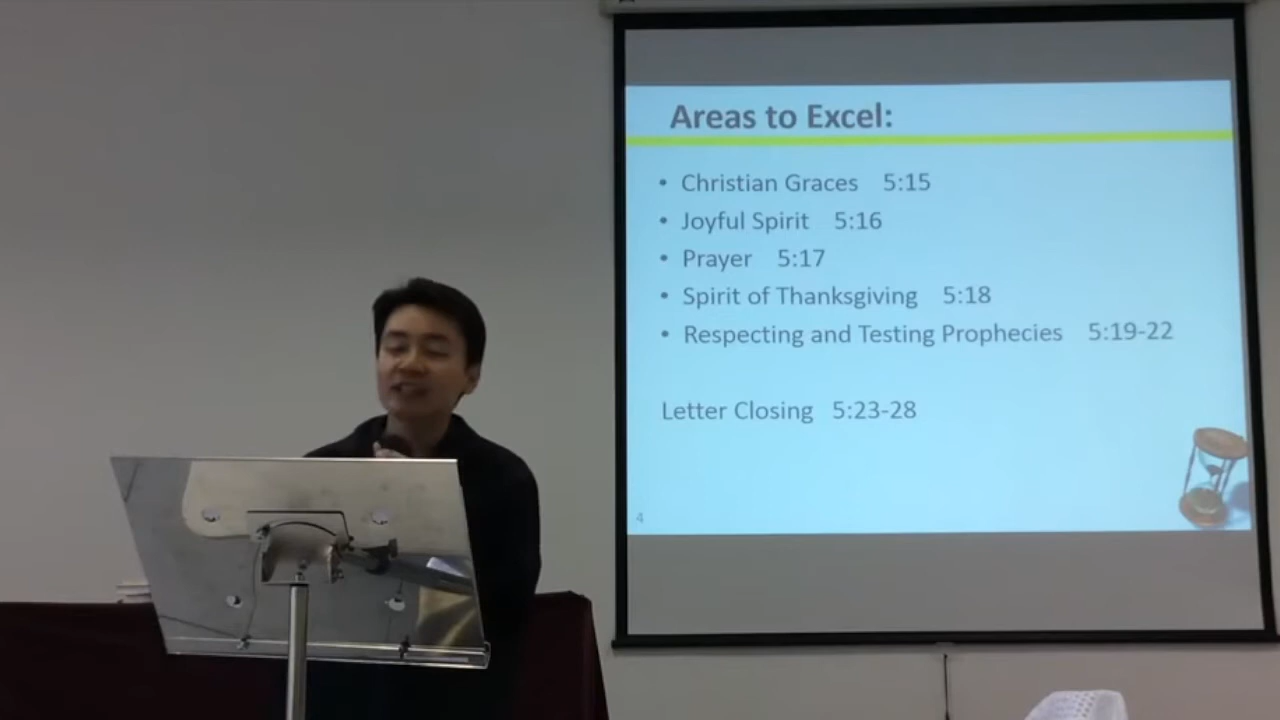 Areas to Excel:
• Christian Graces 5:15
• Joyful Spirit 5:16
• Prayer 5:17
• Spirit of Thanksgiving 5:18
• Respecting and Testing Prophecies 5:19-22
Letter Closing 5:23-28
4